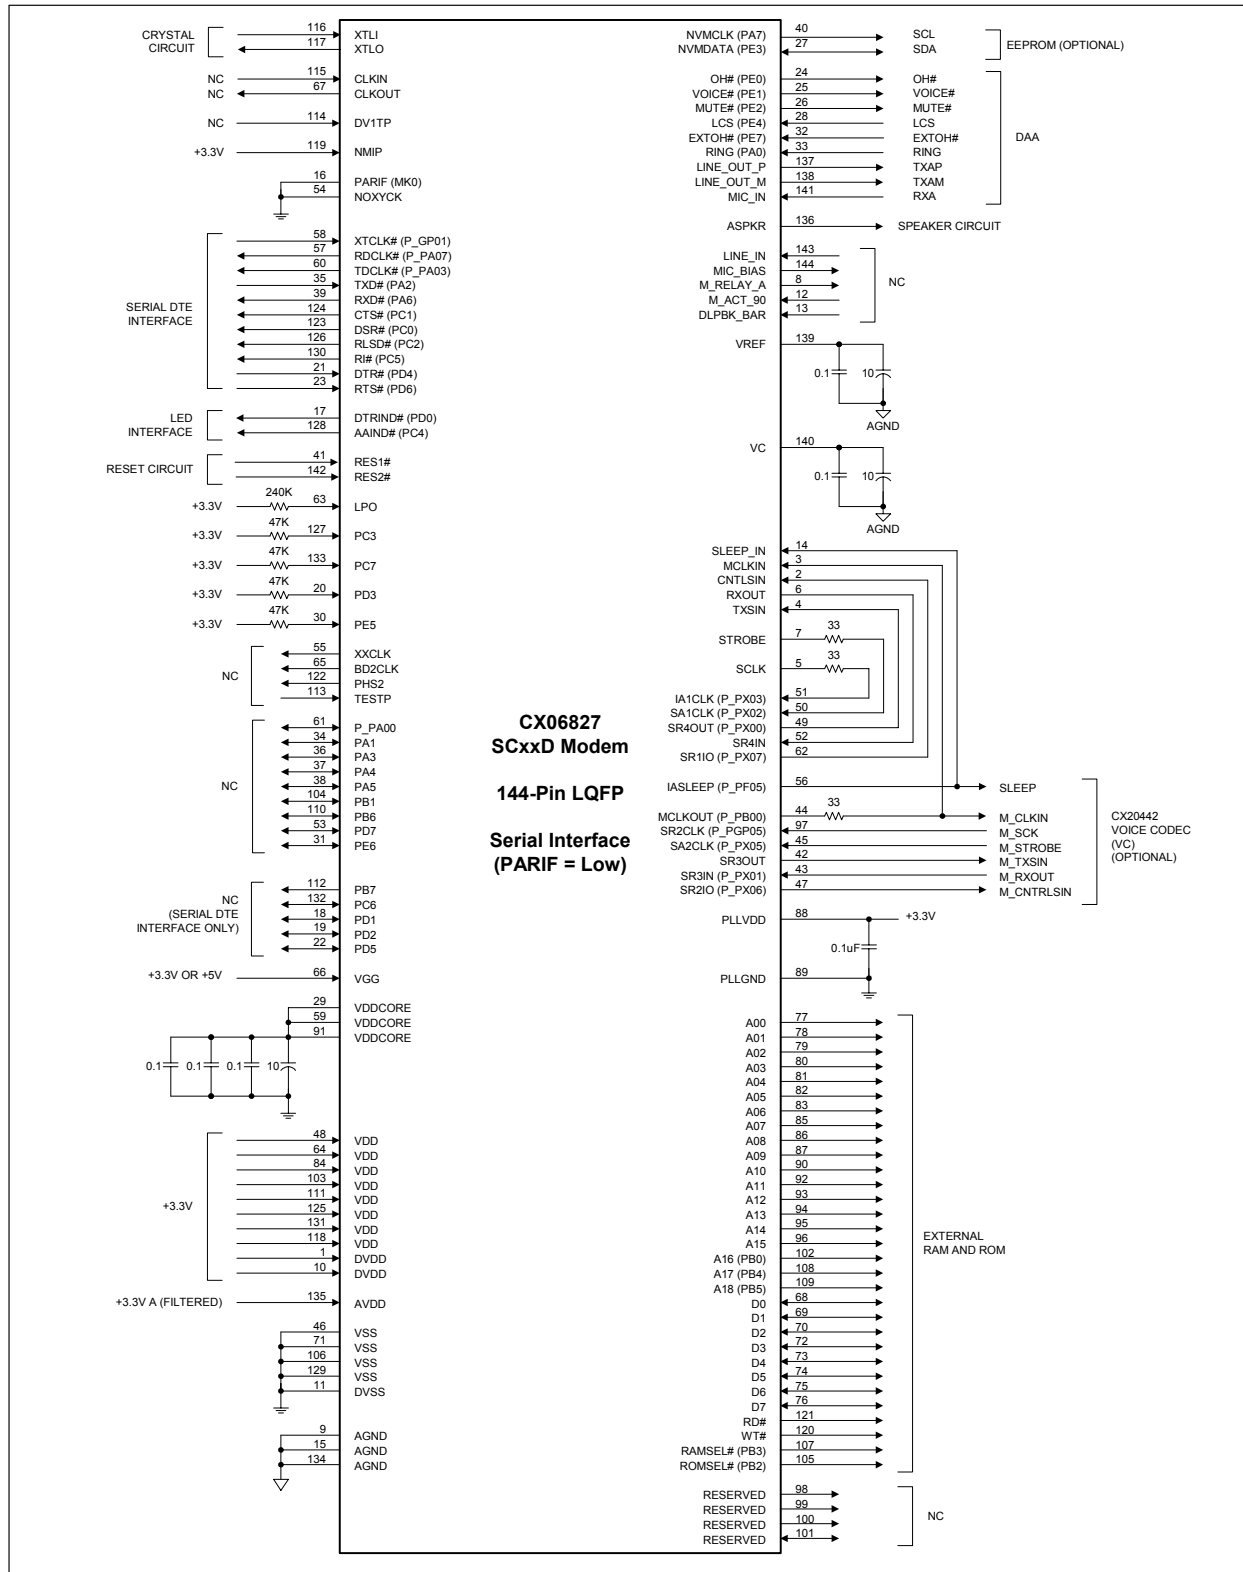 CRYSTAL
CIRCUIT
116 XTLI
117 XTLO
NC 115 CLKIN
NC 67 CLKOUT
NC 114 DV1TP
+3.3V 119 NMIP
16 PARIF (MK0)
54 NOXYCK
SERIAL DTE
INTERFACE
58 XTCLK# (P_GP01)
57 RDCLK# (P_PA07)
60 TDCLK# (P_PA03)
35 TXD# (PA2)
39 RXD# (PA6)
124 CTS# (PC1)
123 DSR# (PC0)
126 RLSD# (PC2)
130 RI# (PC5)
21 DTR# (PD4)
23 RTS# (PD6)
LED
INTERFACE
17 DTRIND# (PD0)
128 AAIND# (PC4)
RESET CIRCUIT
41 RES1#
142 RES2#
+3.3V 240K 63 LPO
+3.3V 47K 127 PC3
+3.3V 47K 133 PC7
+3.3V 47K 20 PD3
+3.3V 47K 30 PE5
NC
55 XXCLK
65 BD2CLK
122 PHS2
113 TESTP
NC
61 P_PA00
34 PA1
36 PA3
37 PA4
38 PA5
104 PB1
110 PB6
53 PD7
31 PE6
NC
(SERIAL DTE
INTERFACE ONLY)
112 PB7
132 PC6
18 PD1
19 PD2
22 PD5
+3.3V OR +5V 66 VGG
29 VDDCORE
59 VDDCORE
91 VDDCORE
0.1 0.1 0.1 10
+3.3V
48 VDD
64 VDD
84 VDD
103 VDD
111 VDD
125 VDD
131 VDD
118 VDD
1 DVDD
10 DVDD
+3.3V A (FILTERED) 135 AVDD
46 VSS
71 VSS
106 VSS
129 VSS
11 DVSS
9 AGND
15 AGND
134 AGND
CX06827
SCxxD Modem
144-Pin LQFP
Serial Interface
(PARIF = Low)
NVMCLK (PA7) 40 SCL
NVMDATA (PE3) 27 SDA
EEPROM (OPTIONAL)
OH# (PE0) 24 OH#
VOICE# (PE1) 25 VOICE#
MUTE# (PE2) 26 MUTE#
LCS (PE4) 28 LCS
EXTOH# (PE7) 32 EXTOH#
RING (PA0) 33 RING
LINE_OUT_P 137 TXAP
LINE_OUT_M 138 TXAM
MIC_IN 141 RXA
DAA
ASPKR 136 SPEAKER CIRCUIT
LINE_IN 143
MIC_BIAS 144
M_RELAY_A 8
M_ACT_90 12
DLPBK_BAR 13
NC
VREF 139
0.1 10
AGND
VC 140
0.1 10
AGND
SLEEP_IN 14
MCLKIN 3
CNTLSIN 2
RXOUT 6
TXSIN 4
STROBE 7 33
SCLK 5 33
IA1CLK (P_PX03) 51
SA1CLK (P_PX02) 50
SR4OUT (P_PX00) 49
SR4IN 52
SR1IO (P_PX07) 62
IASLEEP (P_PF05) 56 SLEEP
MCLKOUT (P_PB00) 44 33 M_CLKIN
SR2CLK (P_PGP05) 97 M_SCK
SA2CLK (P_PX05) 45 M_STROBE
SR3OUT 42 M_TXSIN
SR3IN (P_PX01) 43 M_RXOUT
SR2IO (P_PX06) 47 M_CNTRLSIN
CX20442
VOICE CODEC
(VC)
(OPTIONAL)
PLLVDD 88 +3.3V
0.1uF
PLLGND 89
A00 77
A01 78
A02 79
A03 80
A04 81
A05 82
A06 83
A07 85
A08 86
A09 87
A10 90
A11 92
A12 93
A13 94
A14 95
A15 96
A16 (PB0) 102
A17 (PB4) 108
A18 (PB5) 109
D0 68
D1 69
D2 70
D3 72
D4 73
D5 74
D6 75
D7 76
RD# 121
WT# 120
RAMSEL# (PB3) 107
ROMSEL# (PB2) 105
EXTERNAL
RAM AND ROM
RESERVED 98
RESERVED 99
RESERVED 100
RESERVED 101
NC